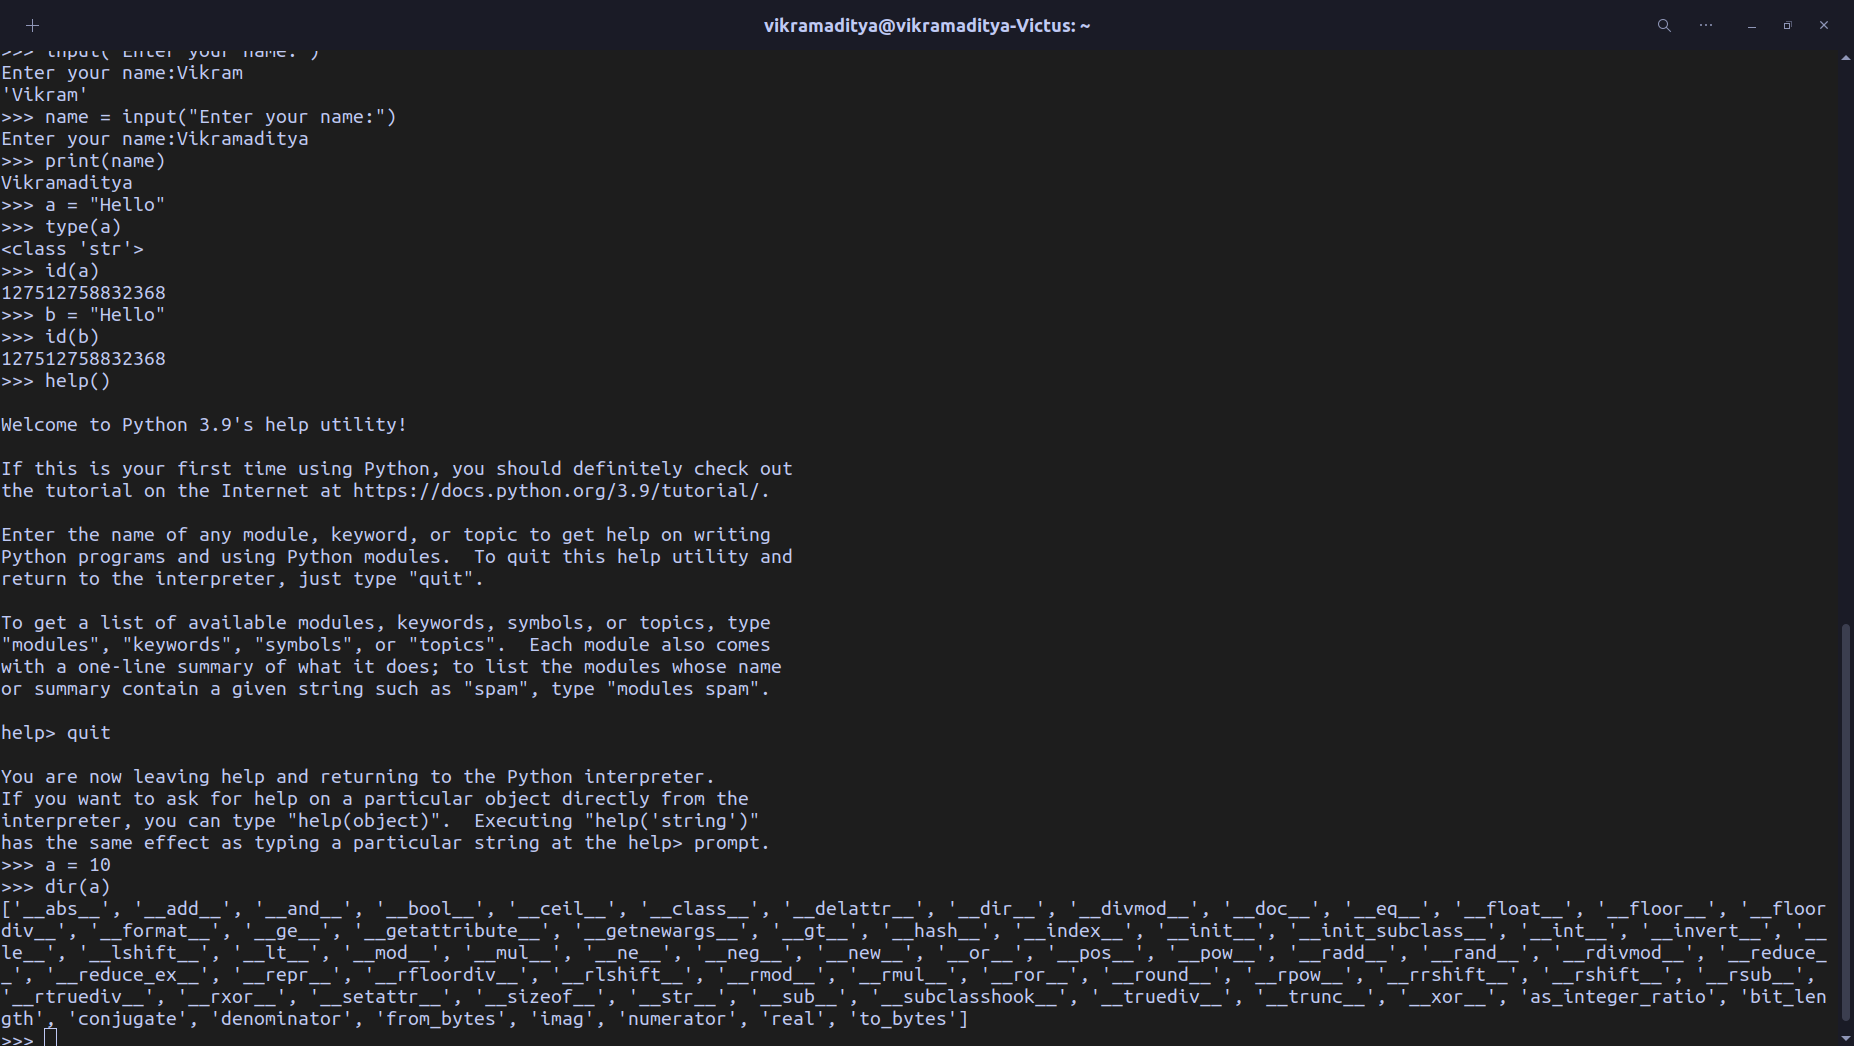 vikramaditya@vikramaditya-Victus: ~
>>> input("Enter your name:")
Enter your name:Vikram
'Vikram'
>>> name = input("Enter your name:")
Enter your name:Vikramaditya
>>> print(name)
Vikramaditya
>>> a = "Hello"
>>> type(a)
<class 'str'>
>>> id(a)
127512758832368
>>> b = "Hello"
>>> id(b)
127512758832368
>>> help()
Welcome to Python 3.9's help utility!
If this is your first time using Python, you should definitely check out
the tutorial on the Internet at https://docs.python.org/3.9/tutorial/.
Enter the name of any module, keyword, or topic to get help on writing
Python programs and using Python modules.  To quit this help utility and
return to the interpreter, just type "quit".
To get a list of available modules, keywords, symbols, or topics, type
"modules", "keywords", "symbols", or "topics".  Each module also comes
with a one-line summary of what it does; to list the modules whose name
or summary contain a given string such as "spam", type "modules spam".
help> quit
You are now leaving help and returning to the Python interpreter.
If you want to ask for help on a particular object directly from the
interpreter, you can type "help(object)".  Executing "help('string')"
has the same effect as typing a particular string at the help> prompt.
>>> a = 10
>>> dir(a)
['__abs__', '__add__', '__and__', '__bool__', '__ceil__', '__class__', '__delattr__', '__dir__', '__divmod__', '__doc__', '__eq__', '__float__', '__floor__', '__floor
div__', '__format__', '__ge__', '__getattribute__', '__getnewargs__', '__gt__', '__hash__', '__index__', '__init__', '__init_subclass__', '__int__', '__invert__', '__
le__', '__lshift__', '__lt__', '__mod__', '__mul__', '__ne__', '__neg__', '__new__', '__or__', '__pos__', '__pow__', '__radd__', '__rand__', '__rdivmod__', '__reduce_
_', '__reduce_ex__', '__repr__', '__rfloordiv__', '__rlshift__', '__rmod__', '__rmul__', '__ror__', '__round__', '__rpow__', '__rrshift__', '__rshift__', '__rsub__',
'__rtruediv__', '__rxor__', '__setattr__', '__sizeof__', '__str__', '__sub__', '__subclasshook__', '__truediv__', '__trunc__', '__xor__', 'as_integer_ratio', 'bit_len
gth', 'conjugate', 'denominator', 'from_bytes', 'imag', 'numerator', 'real', 'to_bytes']
>>>